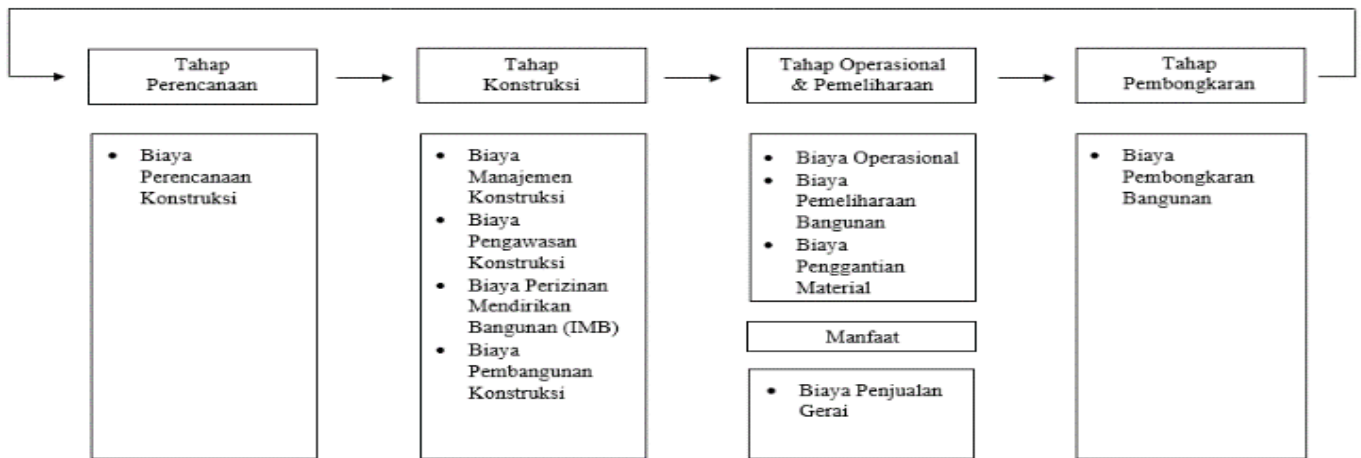 Tahap
Perencanaan
Tahap
Konstruksi
Tahap Operasional
& Pemeliharaan
Tahap
Pembongkaran
• Biaya
Perencanaan
Konstruksi
• Biaya
Manajemen
Konstruksi
• Biaya
Pengawasan
Konstruksi
• Biaya Perizinan
Mendirikan
Bangunan (IMB)
• Biaya
Pembangunan
Konstruksi
• Biaya Operasional
• Biaya
Pemeliharaan
Bangunan
• Biaya
Penggantian
Material
Manfaat
• Biaya Penjualan
Gerai
• Biaya
Pembongkaran
Bangunan